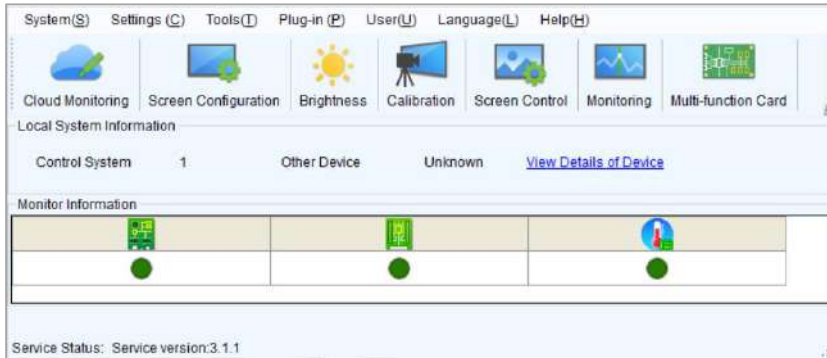 System(S) Settings (C) Tools(T) Plug-in (P) User(U) Language(L) Help(H)
Cloud Monitoring Screen Configuration Brightness Calibration Screen Control Monitoring Multi-function Card
Local System Information
Control System 1 Other Device Unknown View Details of Device
Monitor Information
Service Status: Service version:3.1.1